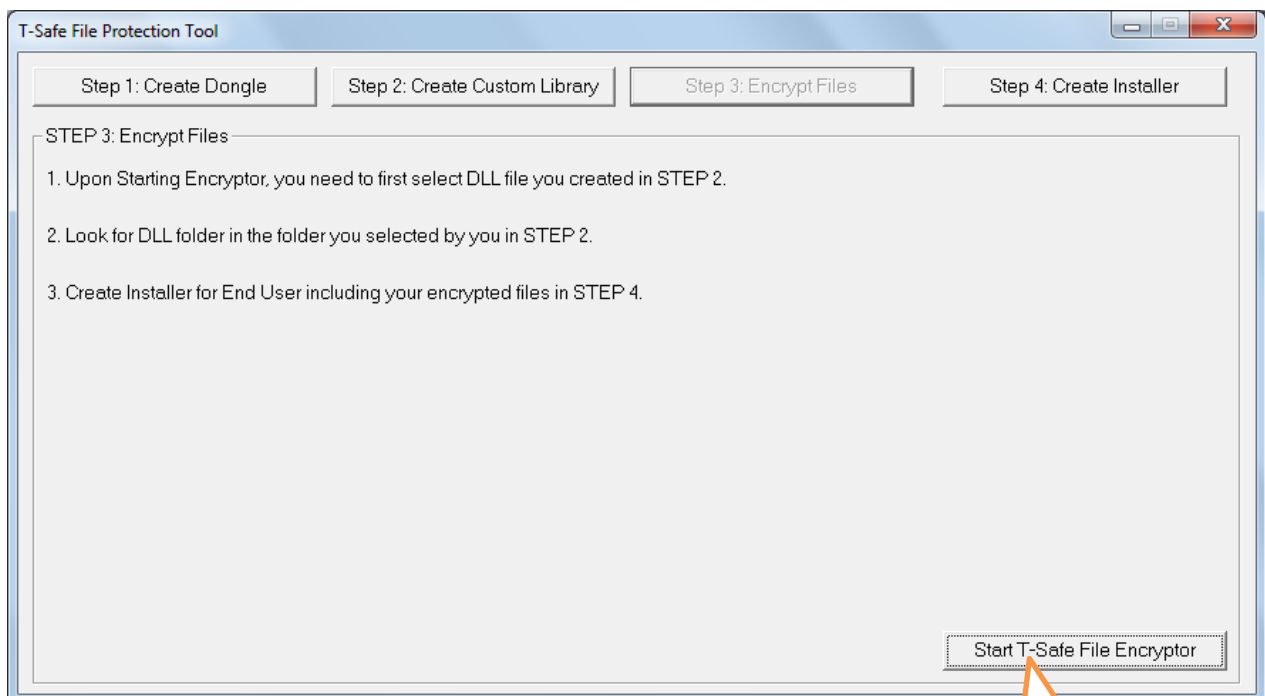 T-Safe File Protection Tool
Step 1: Create Dongle
Step 2: Create Custom Library
Step 3: Encrypt Files
Step 4: Create Installer
STEP 3: Encrypt Files
1. Upon Starting Encryptor, you need to first select DLL file you created in STEP 2.
2. Look for DLL folder in the folder you selected by you in STEP 2.
3. Create Installer for End User including your encrypted files in STEP 4.
Start T-Safe File Encryptor